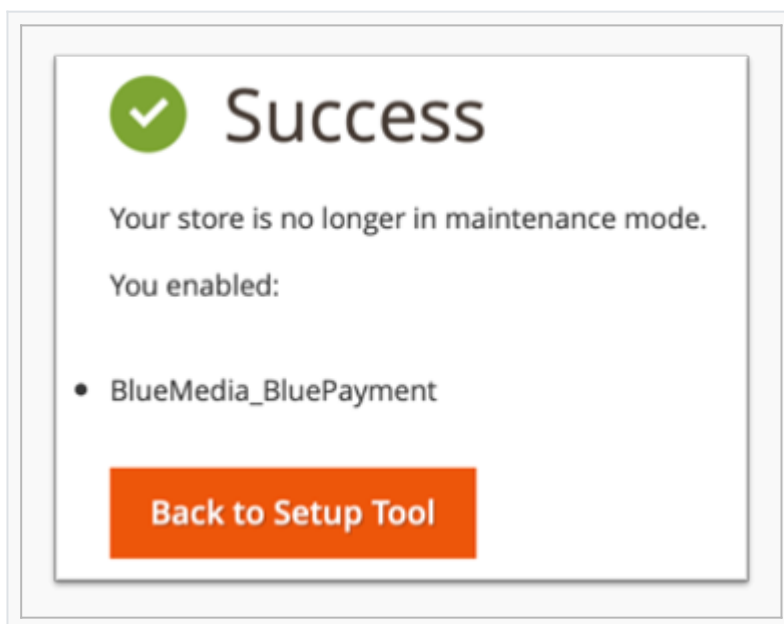 Success
Your store is no longer in maintenance mode.
You enabled:
BlueMedia_BluePayment
Back to Setup Tool